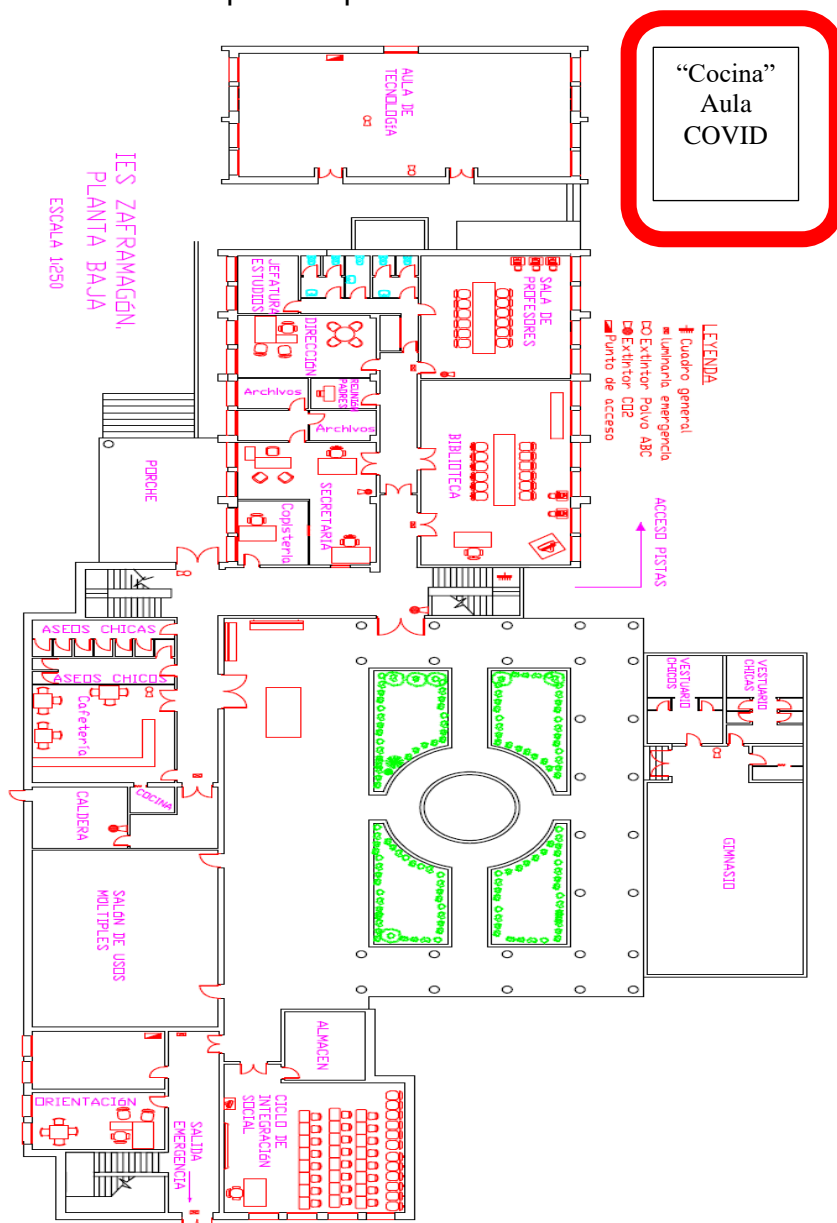 “Cocina”
Aula
COVID
AULA DE
TECNOLOGÍA
IES ZAFRAMAGÓN,
PLANTA BAJA
ESCALA 1:250
JEFATURA
ESTUDIOS
DIRECCIÓN
SALA DE
PROFESORES
LEYENDA
Cuadro general
luminaria emergencia
Extintor Polvo ABC
Extintor CO2
Punto de acceso
Archivos
REUNIÓN
PADRES
Archivos
BIBLIOTECA
PORCHE
SECRETARIA
Copistería
ACCESO PISTAS
ASEOS CHICAS
ASEOS CHICOS
Cafetería
VESTUARIO
CHICOS
VESTUARIO
CHICAS
COCINA
CALDERA
GIMNASIO
SALÓN DE USOS
MÚLTIPLES
ALMACEN
ORIENTACIÓN
CICLO DE
INTEGRACIÓN
SOCIAL
SALIDA
EMERGENCIA